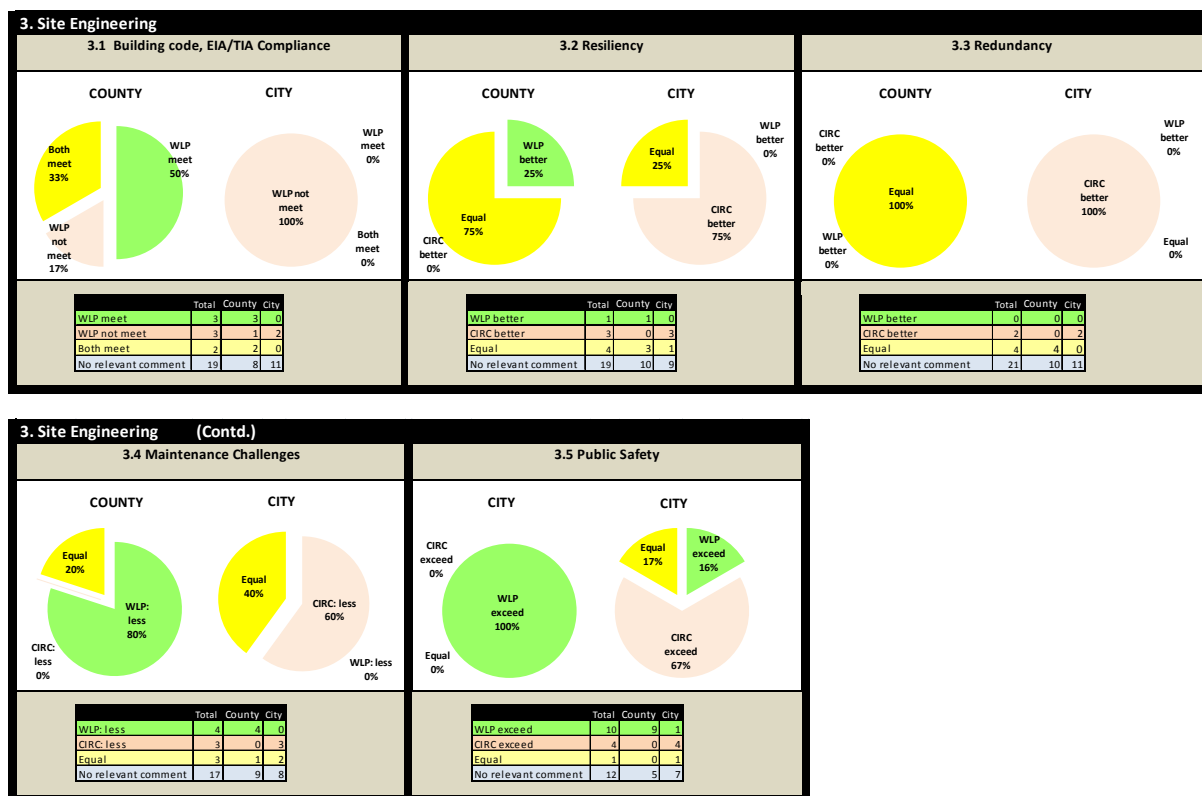 3. Site Engineering
3.1 Building code, EIA/TIA Compliance
COUNTY
CITY
Both
meet
33%
WLP
meet
50%
WLP
not
meet
17%
WLP
meet
0%
WLP not
meet
100%
Both
meet
0%
Total County City
WLP meet 3 3 0
WLP not meet 3 1 2
Both meet 2 2 0
No relevant comment 19 8 11
3.2 Resiliency
COUNTY
CITY
WLP
better
25%
Equal
75%
CIRC
better
0%
WLP
better
0%
Equal
25%
CIRC
better
75%
Total County City
WLP better 1 1 0
CIRC better 3 0 3
Equal 4 3 1
No relevant comment 19 10 9
3.3 Redundancy
COUNTY
CITY
CIRC
better
0%
Equal
100%
WLP
better
0%
WLP
better
0%
CIRC
better
100%
Equal
0%
Total County City
WLP better 0 0 0
CIRC better 2 0 2
Equal 4 4 0
No relevant comment 21 10 11
3. Site Engineering (Contd.)
3.4 Maintenance Challenges
COUNTY
CITY
Equal
20%
WLP:
less
80%
CIRC:
less
0%
Equal
40%
CIRC: less
60%
WLP: less
0%
Total County City
WLP: less 4 4 0
CIRC: less 3 0 3
Equal 3 1 2
No relevant comment 17 9 8
3.5 Public Safety
CITY
CITY
CIRC
exceed
0%
WLP
exceed
100%
Equal
0%
Equal
17%
WLP
exceed
16%
CIRC
exceed
67%
Total County City
WLP exceed 10 9 1
CIRC exceed 4 0 4
Equal 1 0 1
No relevant comment 12 5 7